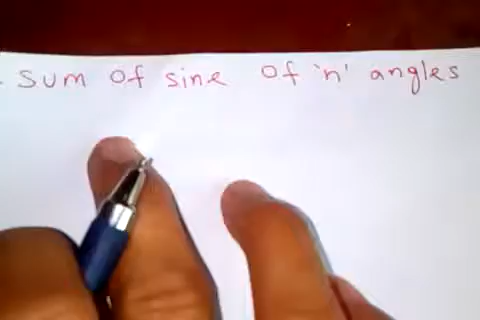 - Sum of sine of 'n' angles